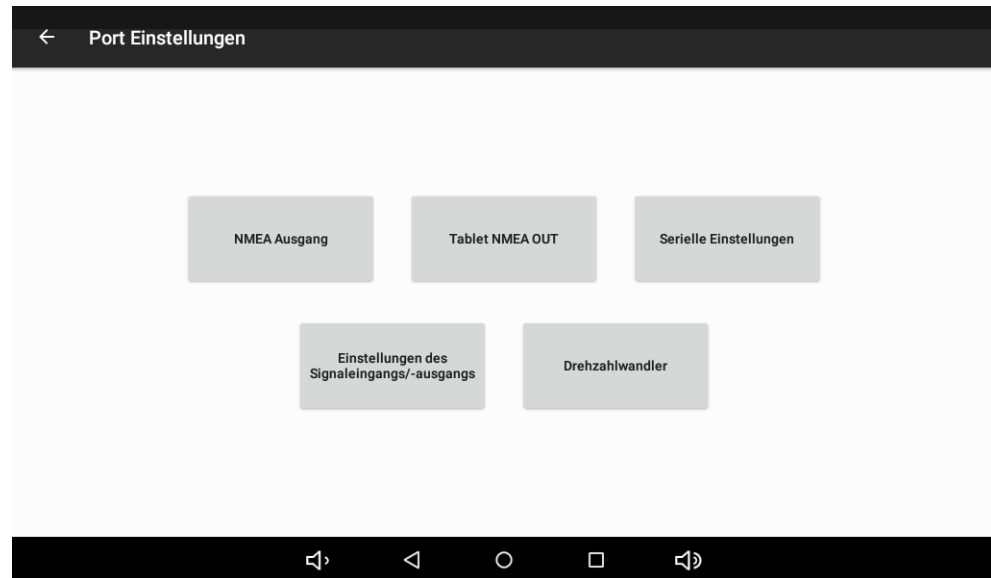 Port Einstellungen
NMEA Ausgang
Tablet NMEA OUT
Serielle Einstellungen
Einstellungen des
Signaleingangs/-ausgangs
Drehzahlwandler